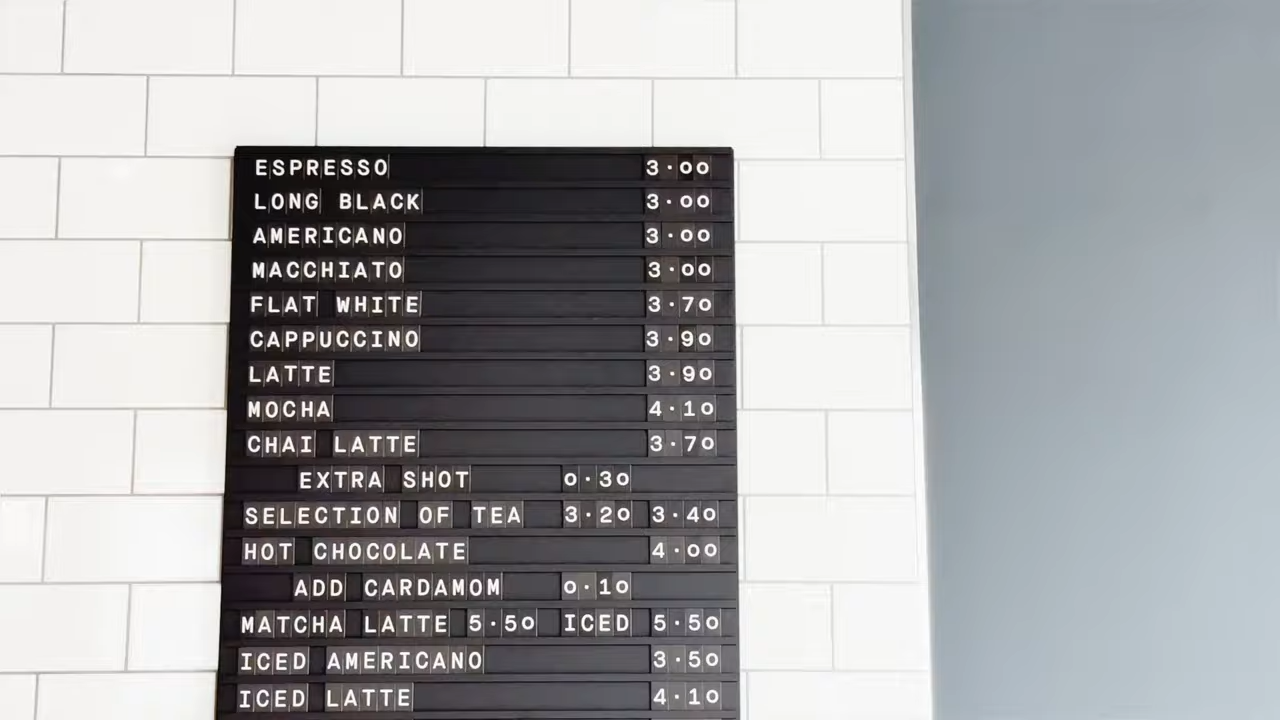 ESPRESSO 3·00
LONG BLACK 3·00
AMERICANO 3·00
MACCHIATO 3·00
FLAT WHITE 3·70
CAPPUCCINO 3·90
LATTE 3·90
MOCHA 4·10
CHAI LATTE 3·70
EXTRA SHOT 0·30
SELECTION OF TEA 3·20 3·40
HOT CHOCOLATE 4·00
ADD CARDAMOM 0·10
MATCHA LATTE 5·50 ICED 5·50
ICED AMERICANO 3·50
ICED LATTE 4·10